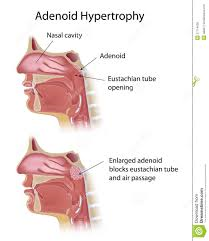 Adenoid Hypertrophy
Nasal cavity
Adenoid
Eustachian tube
opening
Enlarged adenoid
blocks eustachian tube
and air passage